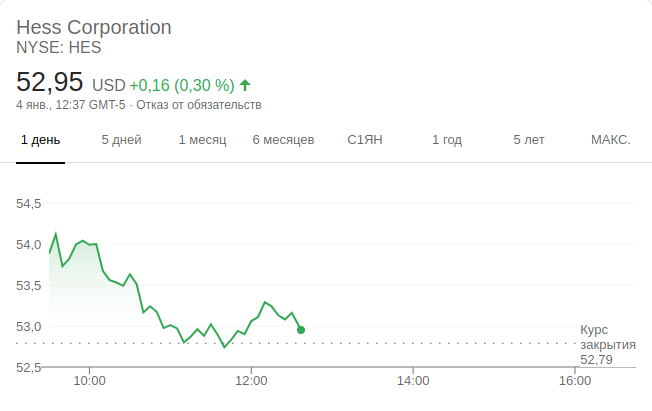 Hess Corporation
NYSE: HES
52,95 USD +0,16 (0,30 %)
4 янв., 12:37 GMT-5 · Отказ от обязательств
1 день 5 дней 1 месяц 6 месяцев С1ЯН 1 год 5 лет МАКС.
54,5
54,0
53,5
53,0
Курс
закрытия
52,79
52,5
10:00 12:00 14:00 16:00